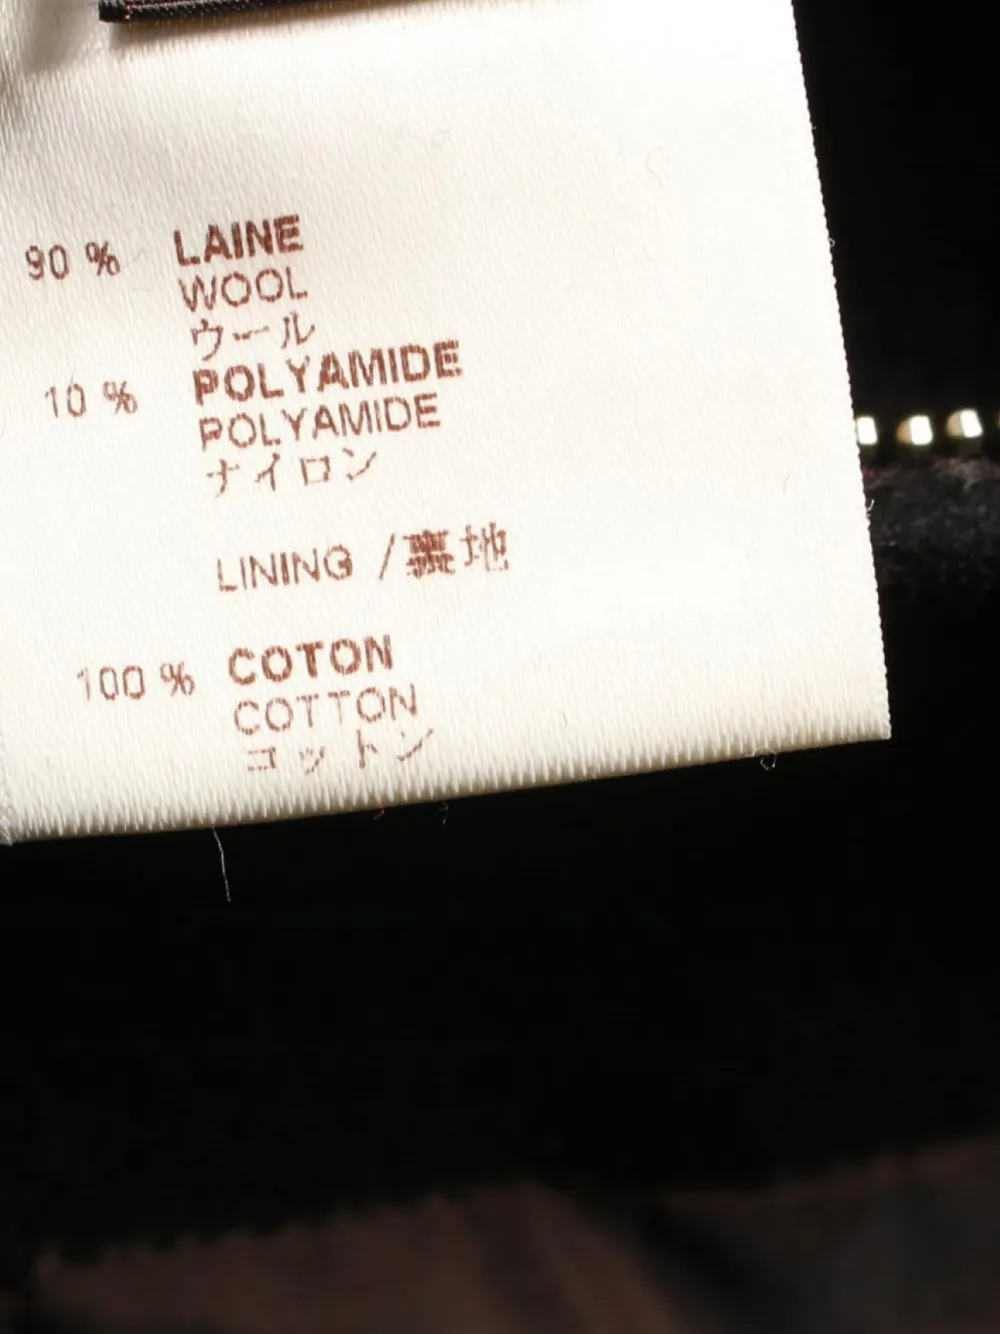 90 % LAINE
WOOL
ウール
10 % POLYAMIDE
POLYAMIDE
ナイロン
LINING /裏地
100 % COTON
COTTON
コットン